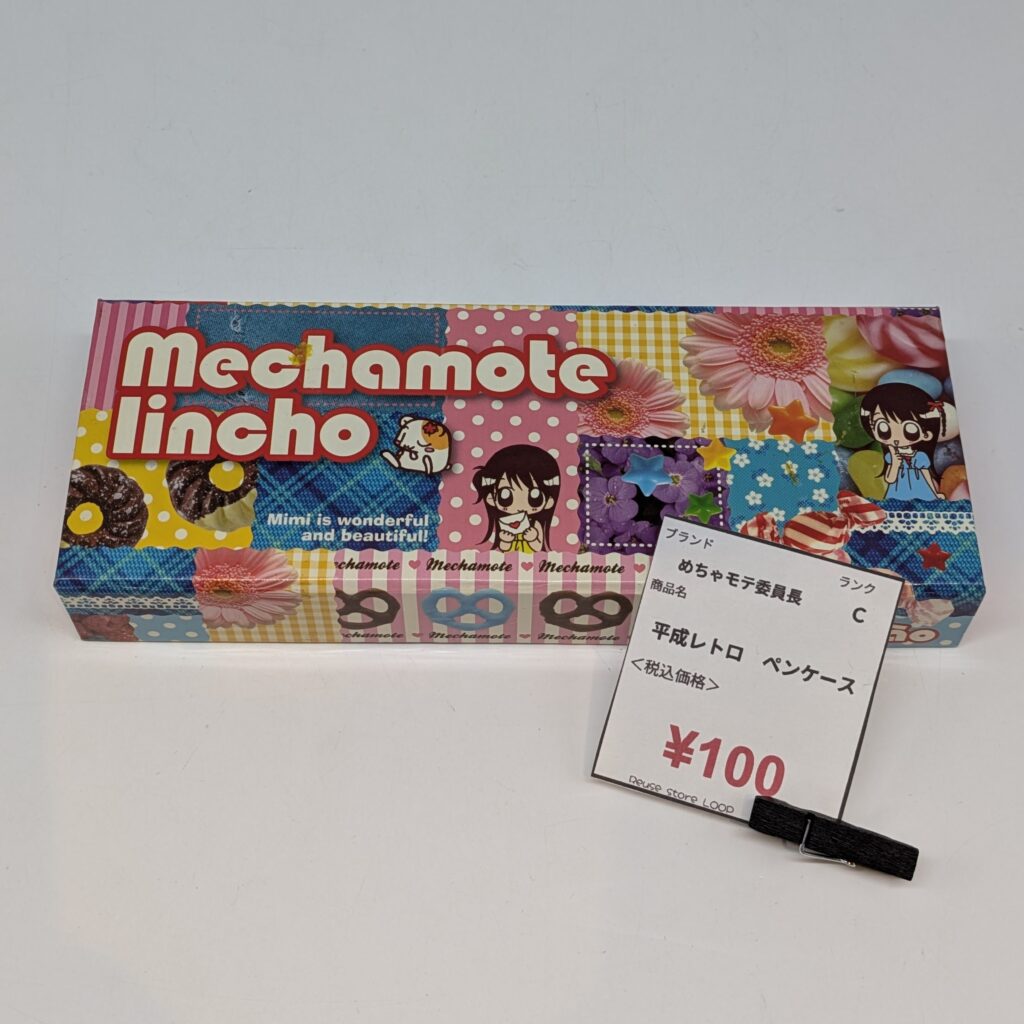 Mechamote
Iincho
Mimi is wonderful
and beautiful!
Mechamote Mechamote
Mechamote
ブランド
めちゃモテ委員長
ランク
C
商品名
平成レトロ ペンケース
<税込価格>
¥100
Reuse store LOOP